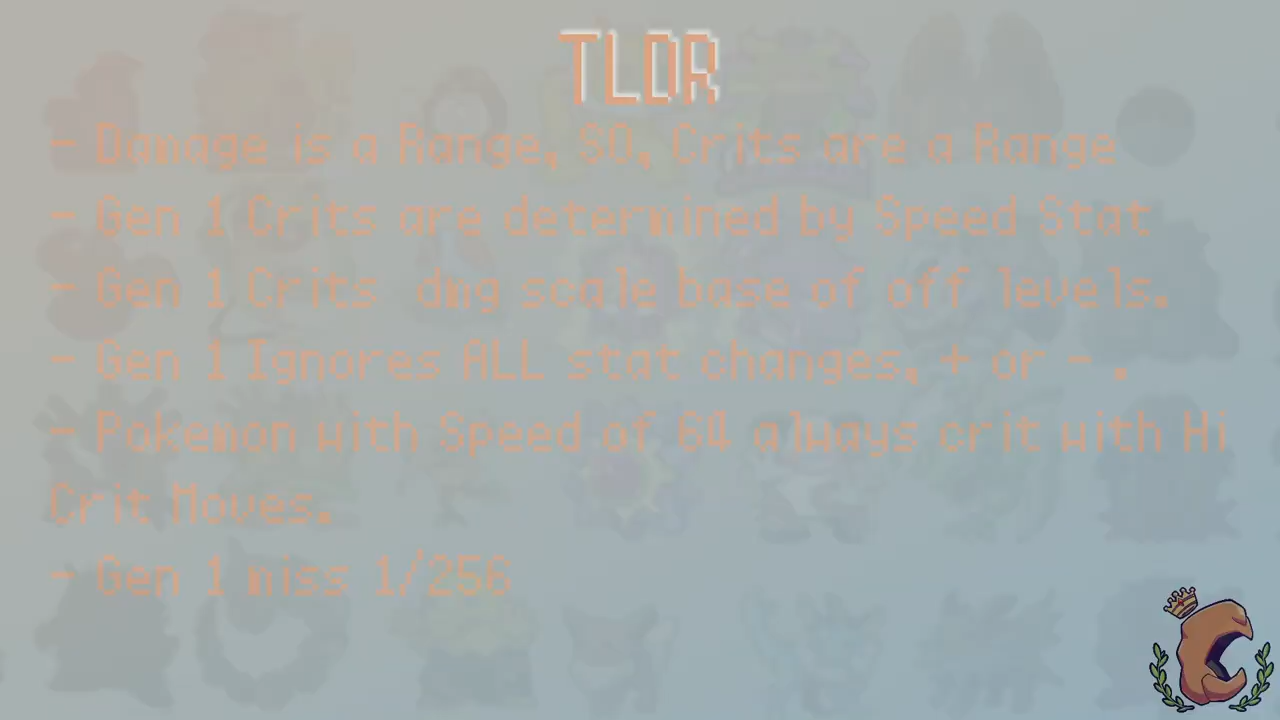 TLDR
- Damage is a Range, SO, Crits are a Range
- Gen 1 Crits are determined by Speed Stat
- Gen 1 Crits dmg scale base of off levels.
- Gen 1 Ignores ALL stat changes, + or - .
- Pokemon with Speed of 64 always crit with Hi
Crit Moves.
- Gen 1 miss 1/256